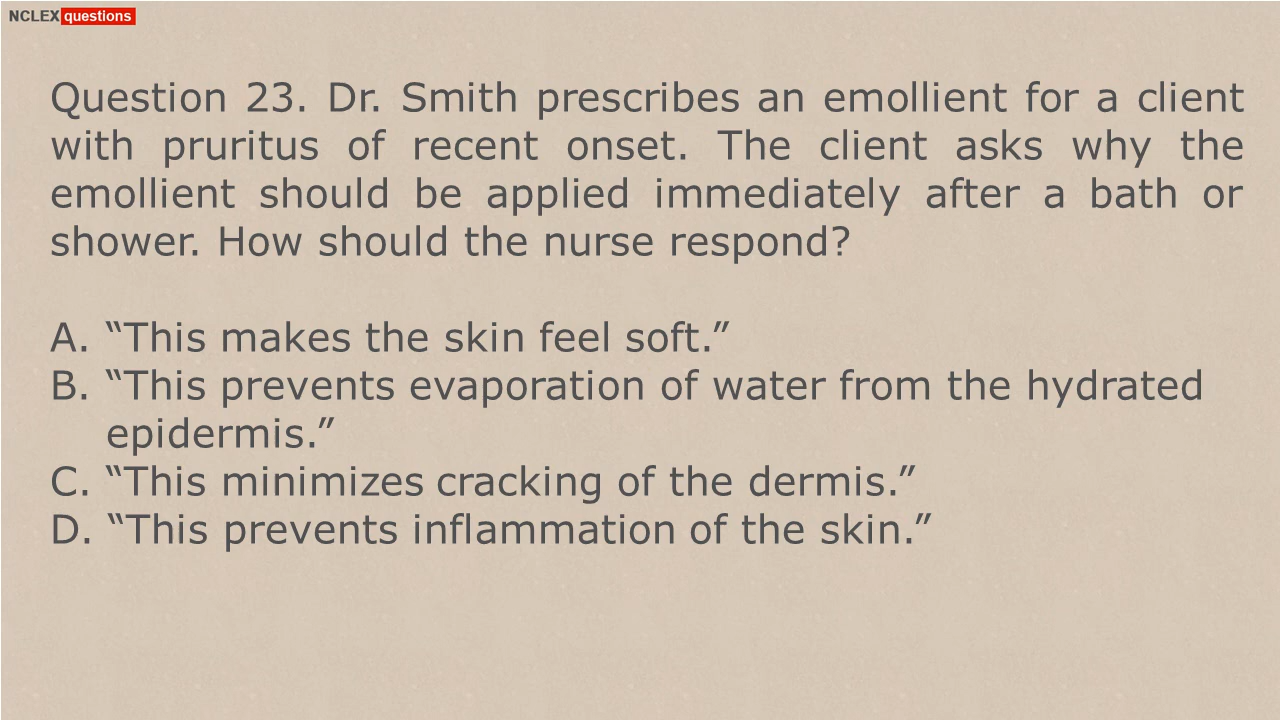 NCLEX questions
Question 23. Dr. Smith prescribes an emollient for a client
with pruritus of recent onset. The client asks why the
emollient should be applied immediately after a bath or
shower. How should the nurse respond?
A. “This makes the skin feel soft.”
B. “This prevents evaporation of water from the hydrated
epidermis.”
C. “This minimizes cracking of the dermis.”
D. “This prevents inflammation of the skin.”